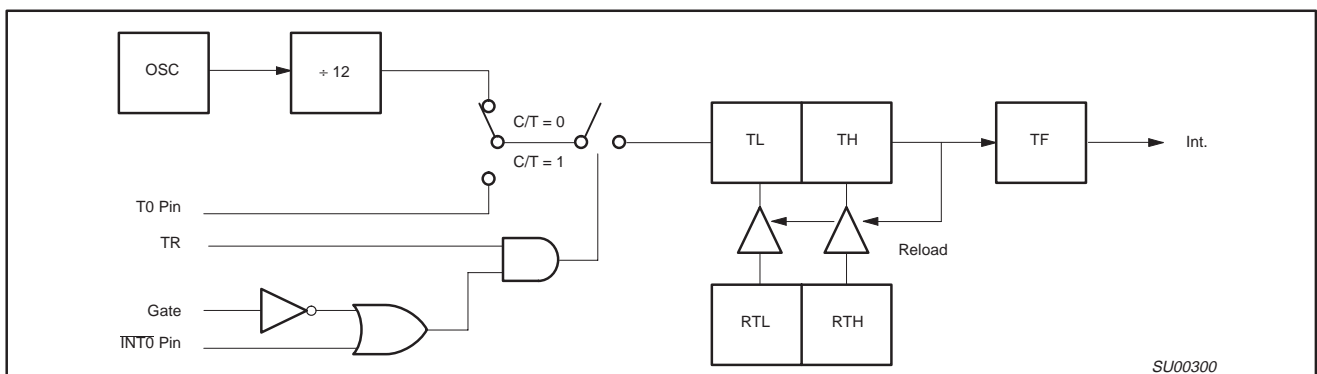 OSC
÷ 12
C/T = 0
C/T = 1
TL
TH
TF
Int.
T0 Pin
TR
Reload
Gate
INT0 Pin
RTL
RTH
SU00300